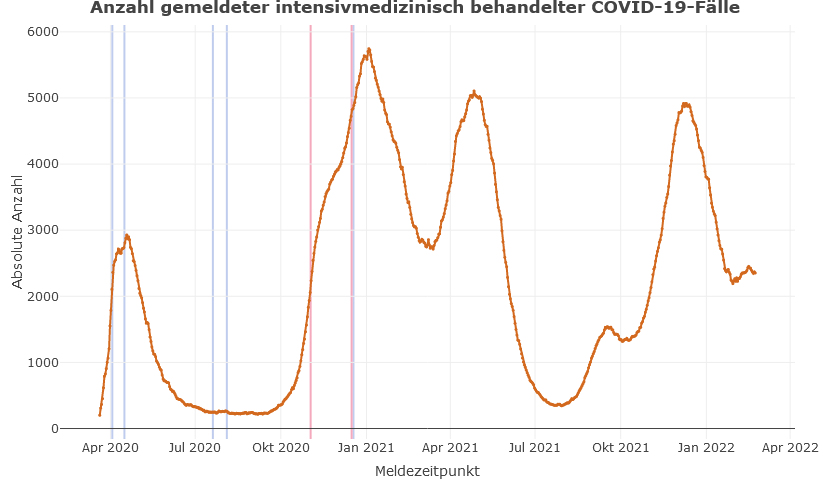 Anzahl gemeldeter intensivmedizinisch behandelter COVID-19-Fälle
6000
5000
4000
3000
2000
1000
0
Absolute Anzahl
Apr 2020 Jul 2020 Okt 2020 Jan 2021 Apr 2021 Jul 2021 Okt 2021 Jan 2022 Apr 2022
Meldezeitpunkt